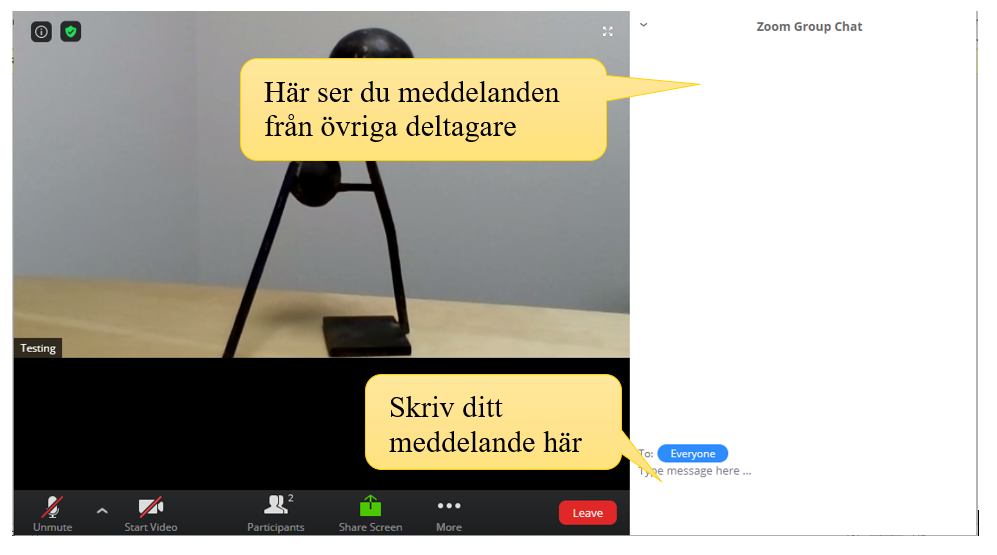 Zoom Group Chat
Här ser du meddelanden
från övriga deltagare
Testing
Skriv ditt
meddelande här
To: Everyone
Type message here ...
2
Unmute
Start Video
Participants
Share Screen
More
Leave